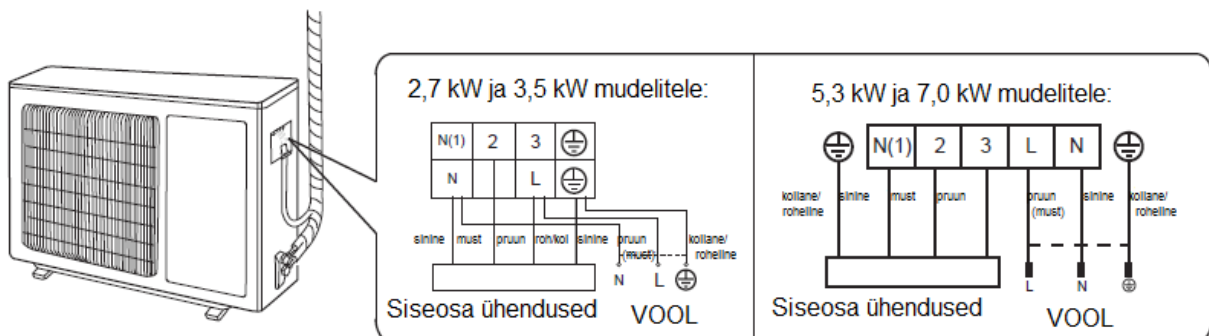 2,7 kW ja 3,5 kW mudelitele:
N(1) 2 3
N L
sinine must pruun roh/kol sinine pruun (must) kollane/ roheline
N L
Siseosa ühendused
VOOL
5,3 kW ja 7,0 kW mudelitele:
N(1) 2 3 L N
kollane/ roheline sinine must pruun pruun (must) sinine kollane/ roheline
L N
Siseosa ühendused
VOOL